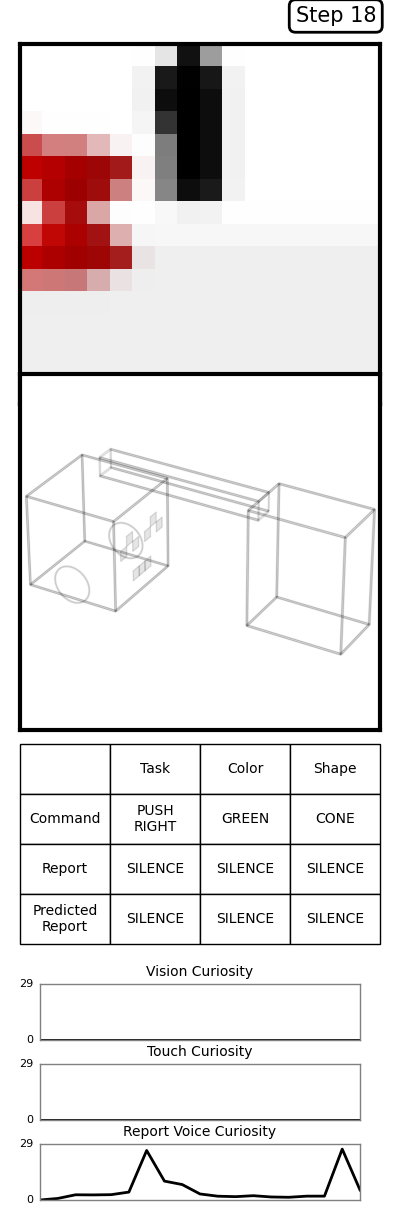 Step 18
Task Color Shape
Command PUSH RIGHT GREEN CONE
Report SILENCE SILENCE SILENCE
Predicted Report SILENCE SILENCE SILENCE
Vision Curiosity
29
0
Touch Curiosity
29
0
Report Voice Curiosity
29
0